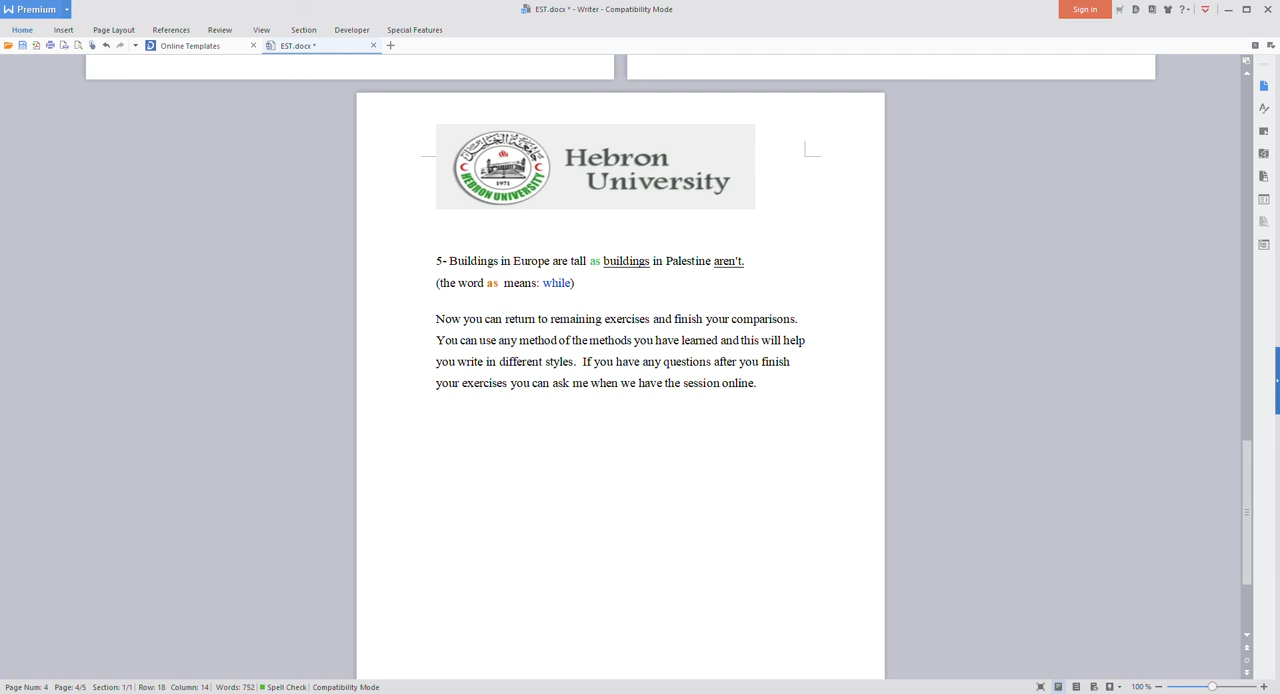 Premium
EST.docx * - Writer - Compatibility Mode
Sign in
Home Insert Page Layout References Review View Section Developer Special Features
Online Templates
EST.docx *
1971
HEBRON UNIVERSITY
Hebron
University
5- Buildings in Europe are tall as buildings in Palestine aren't.
(the word as means: while)
Now you can return to remaining exercises and finish your comparisons.
You can use any method of the methods you have learned and this will help
you write in different styles. If you have any questions after you finish
your exercises you can ask me when we have the session online.
Page Num: 4 Page: 4/5 Section: 1/1 Row: 18 Column: 14 Words: 752 Spell Check Compatibility Mode
100 %